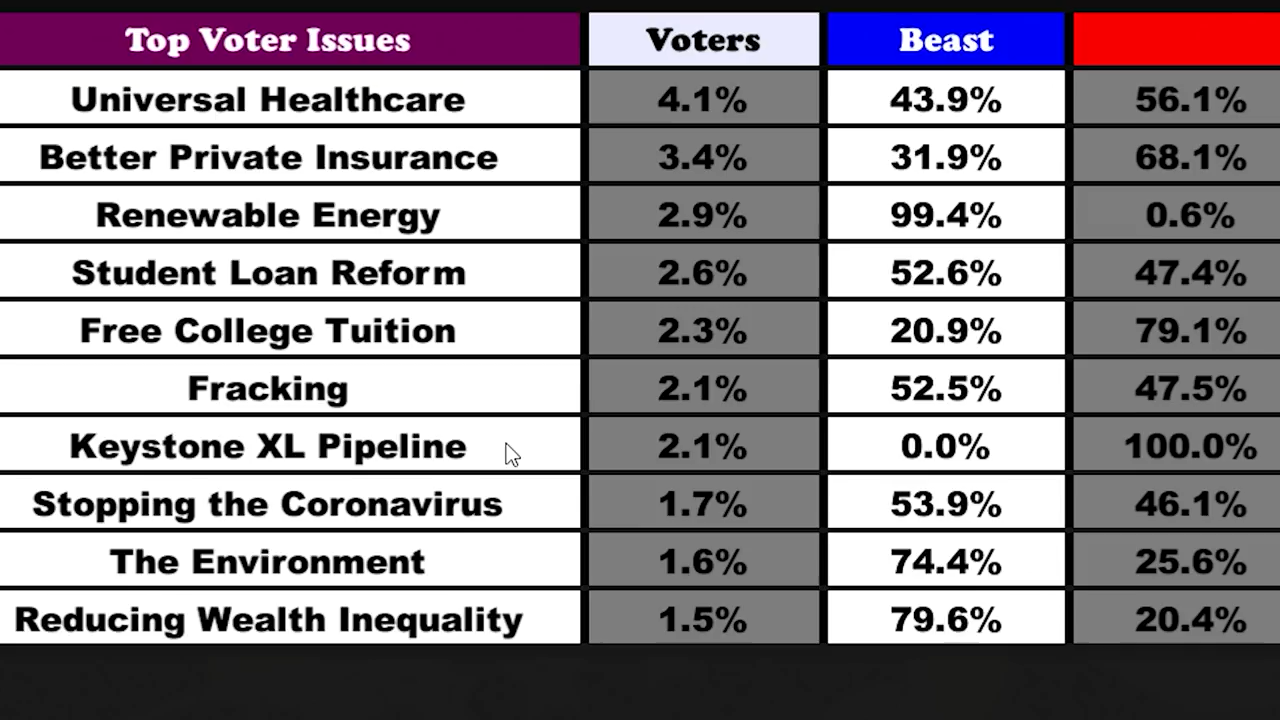 Top Voter Issues Voters Beast
Universal Healthcare 4.1% 43.9% 56.1%
Better Private Insurance 3.4% 31.9% 68.1%
Renewable Energy 2.9% 99.4% 0.6%
Student Loan Reform 2.6% 52.6% 47.4%
Free College Tuition 2.3% 20.9% 79.1%
Fracking 2.1% 52.5% 47.5%
Keystone XL Pipeline 2.1% 0.0% 100.0%
Stopping the Coronavirus 1.7% 53.9% 46.1%
The Environment 1.6% 74.4% 25.6%
Reducing Wealth Inequality 1.5% 79.6% 20.4%